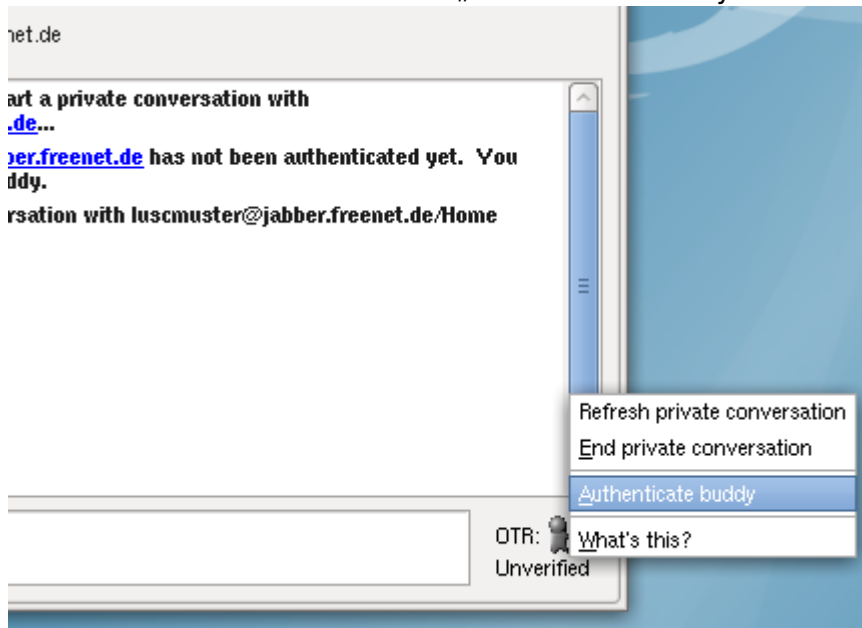 net.de
art a private conversation with
.de...
ber.freenet.de has not been authenticated yet. You
ddy.
rsation with luscmuster@jabber.freenet.de/Home
Refresh private conversation
End private conversation
Authenticate buddy
What's this?
OTR:
Unverified